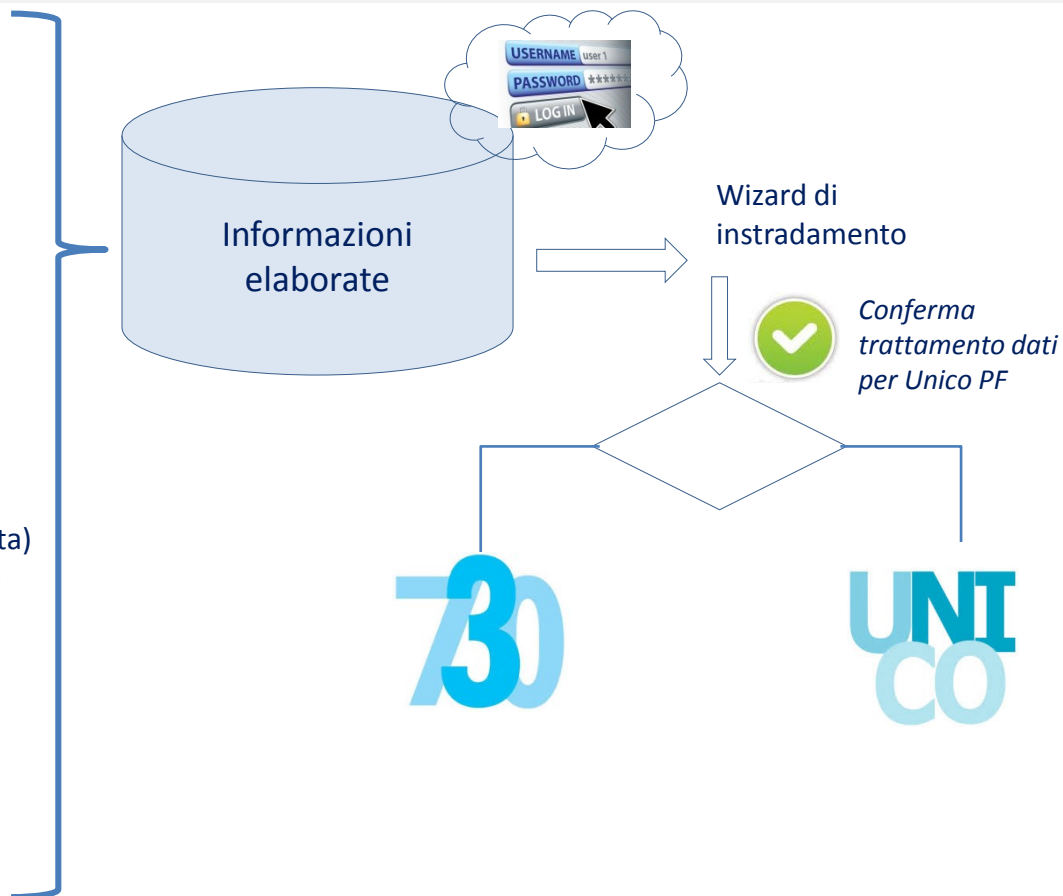 USERNAME user 1
PASSWORD ******
LOG IN
Informazioni
elaborate
Wizard di
instradamento
Conferma
trattamento dati
per Unico PF
ta)
730
UNI
CO